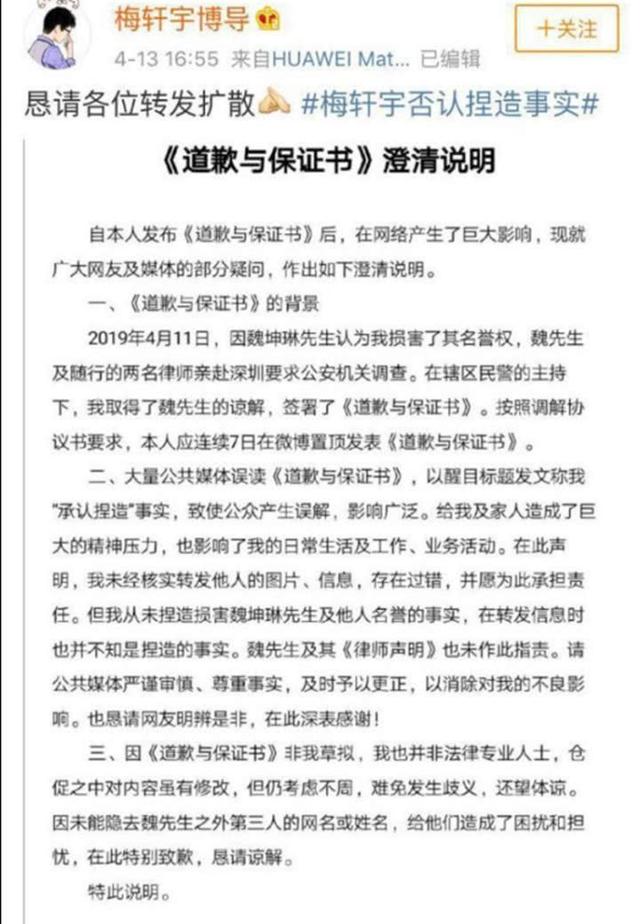 梅轩宇博导
4-13 16:55 来自HUAWEI Mat... 已编辑
+关注
恳请各位转发扩散 #梅轩宇否认捏造事实#
《道歉与保证书》澄清说明
自本人发布《道歉与保证书》后，在网络产生了巨大影响，现就
广大网友及媒体的部分疑问，作出如下澄清说明。
一、《道歉与保证书》的背景
2019年4月11日，因魏坤琳先生认为我损害了其名誉权，魏先生
及随行的两名律师亲赴深圳要求公安机关调查。在辖区民警的主持
下，我取得了魏先生的谅解，签署了《道歉与保证书》。按照调解协
议书要求，本人应连续7日在微博置顶发表《道歉与保证书》。
二、大量公共媒体误读《道歉与保证书》，以醒目标题发文称我
"承认捏造"事实，致使公众产生误解，影响广泛。给我及家人造成了巨
大的精神压力，也影响了我的日常生活及工作、业务活动。在此声
明，我未经核实转发他人的图片、信息，存在过错，并愿为此承担责
任。但我从未捏造损害魏坤琳先生及他人名誉的事实，在转发信息时
也并不知是捏造的事实。魏先生及其《律师声明》也未作此指责。请
公共媒体严谨审慎、尊重事实，及时予以更正，以消除对我的不良影
响。也恳请网友明辨是非，在此深表感谢！
三、因《道歉与保证书》非我草拟，我也并非法律专业人士，仓
促之中对内容虽有修改，但仍考虑不周，难免发生歧义，还望体谅。
因未能隐去魏先生之外第三人的网名或姓名，给他们造成了困扰和担
忧，在此特别致歉，恳请谅解。
特此说明。